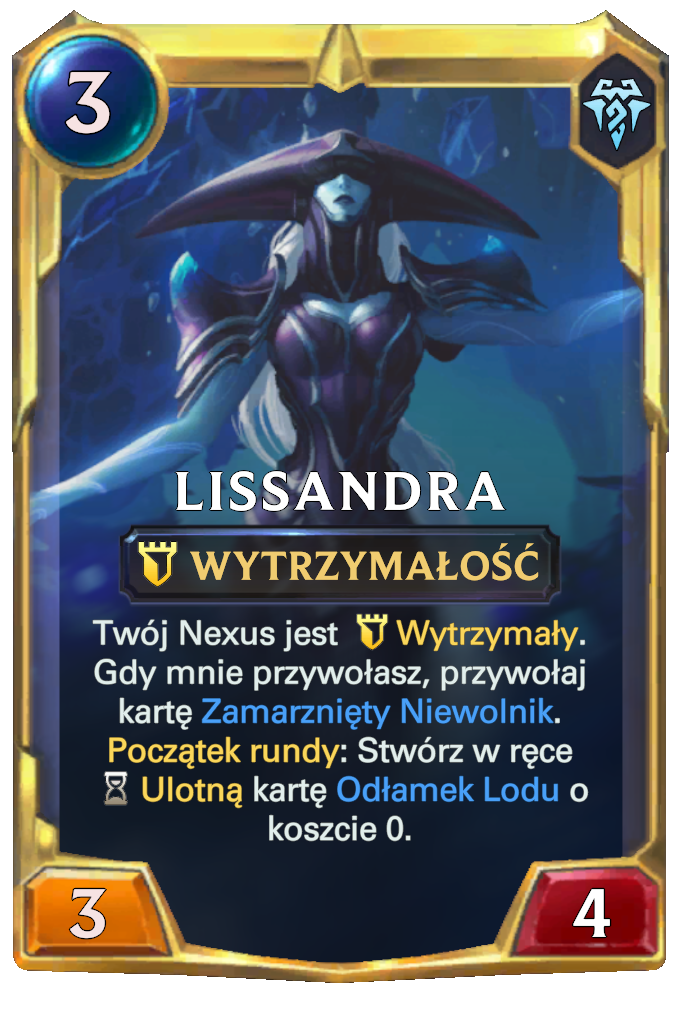 3
LISSANDRA
WYTRZYMAŁOŚĆ
Twój Nexus jest Wytrzymały.
Gdy mnie przywołasz, przywołaj
kartę Zamarznięty Niewolnik.
Początek rundy: Stwórz w ręce
Ulotną kartę Odłamek Lodu o
koszcie 0.
3
4